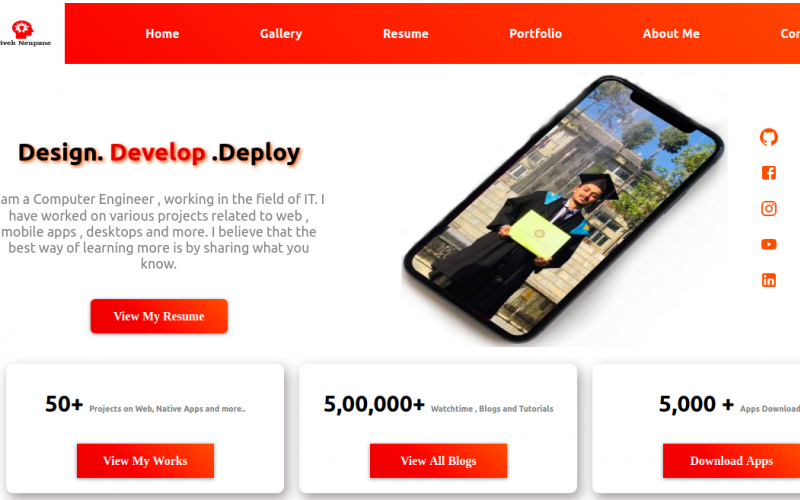 ivek Neupane
Home
Gallery
Resume
Portfolio
About Me
Con
Design. Develop .Deploy
am a Computer Engineer , working in the field of IT. I
have worked on various projects related to web ,
mobile apps , desktops and more. I believe that the
best way of learning more is by sharing what you
know.
View My Resume
50+ Projects on Web, Native Apps and more..
View My Works
5,00,000+ Watchtime , Blogs and Tutorials
View All Blogs
5,000 + Apps Download
Download Apps